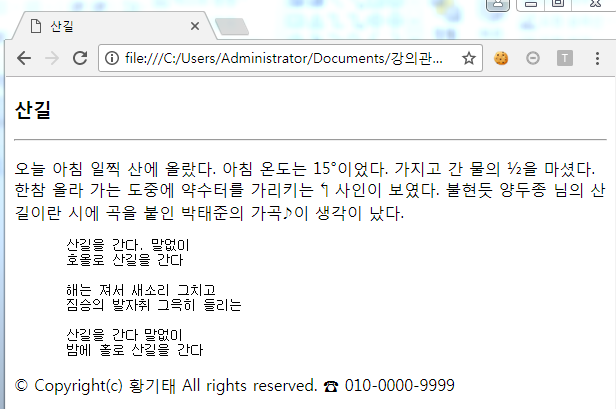 산길
file:///C:/Users/Administrator/Documents/강의관...
T
산길
오늘 아침 일찍 산에 올랐다. 아침 온도는 15°이었다. 가지고 간 물의 ½을 마셨다.
한참 올라 가는 도중에 약수터를 가리키는 ↰ 사인이 보였다. 불현듯 양두종 님의 산
길이란 시에 곡을 붙인 박태준의 가곡♪이 생각이 났다.
산길을 간다. 말없이
호올로 산길을 간다
해는 져서 새소리 그치고
짐승의 발자취 그윽히 들리는
산길을 간다 말없이
밤에 홀로 산길을 간다
© Copyright(c) 황기태 All rights reserved. ☎ 010-0000-9999